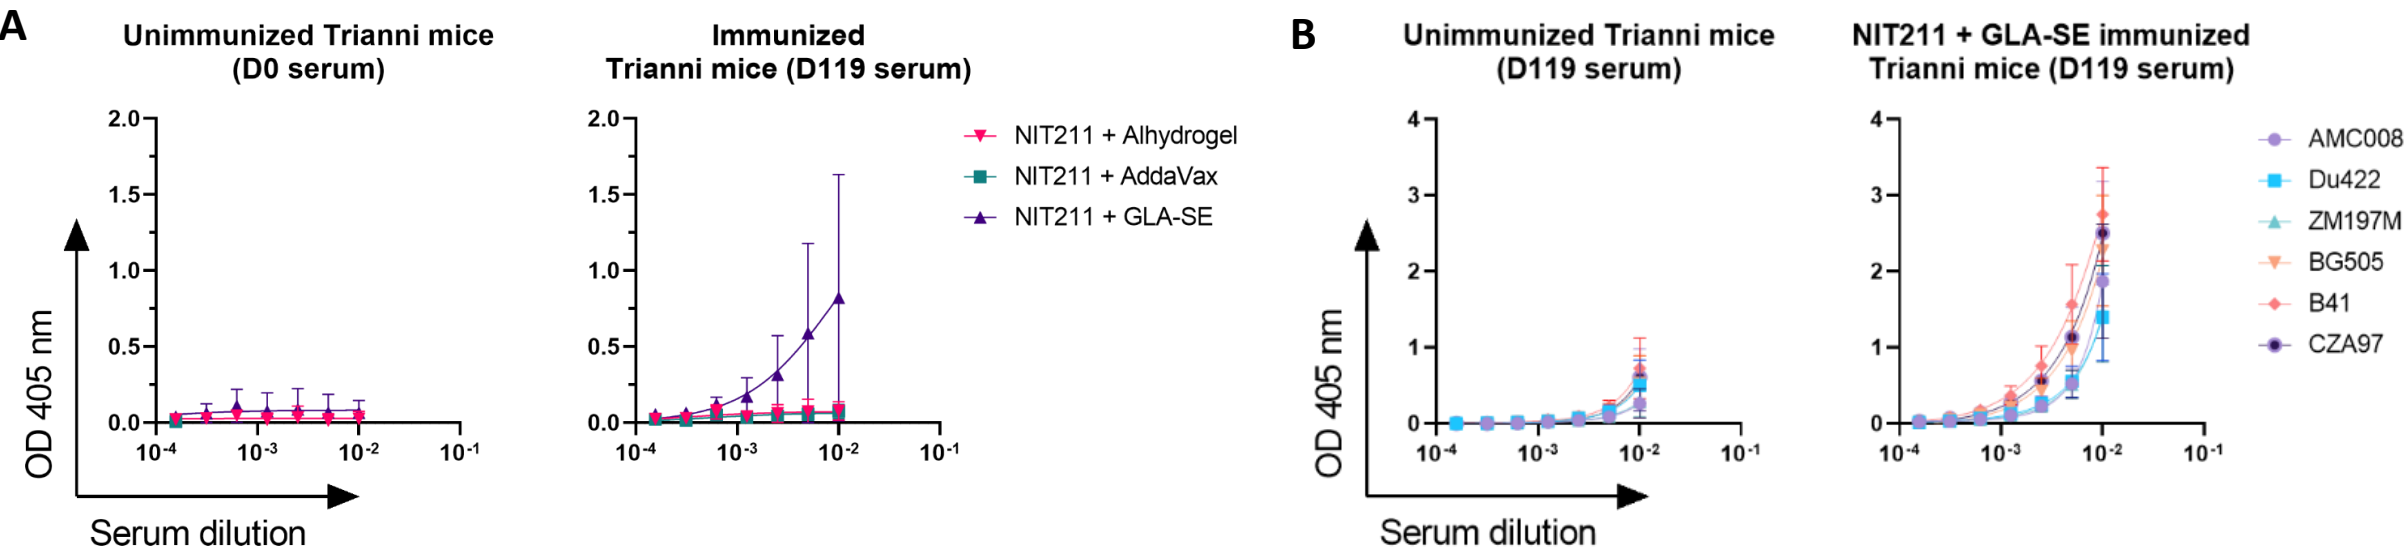 A
Unimmunized Trianni mice
(D0 serum)
Immunized
Trianni mice (D119 serum)
2.0
1.5
1.0
0.5
0.0
10-4
10-3
10-2
10-1
2.0
1.5
1.0
0.5
0.0
10-4
10-3
10-2
10-1
NIT211 + Alhydrogel
NIT211 + AddaVax
NIT211 + GLA-SE
OD 405 nm
Serum dilution
B
Unimmunized Trianni mice
(D119 serum)
NIT211 + GLA-SE immunized
Trianni mice (D119 serum)
4
3
2
1
0
10-4
10-3
10-2
10-1
4
3
2
1
0
10-4
10-3
10-2
10-1
AMC008
Du422
ZM197M
BG505
B41
CZA97
OD 405 nm
Serum dilution